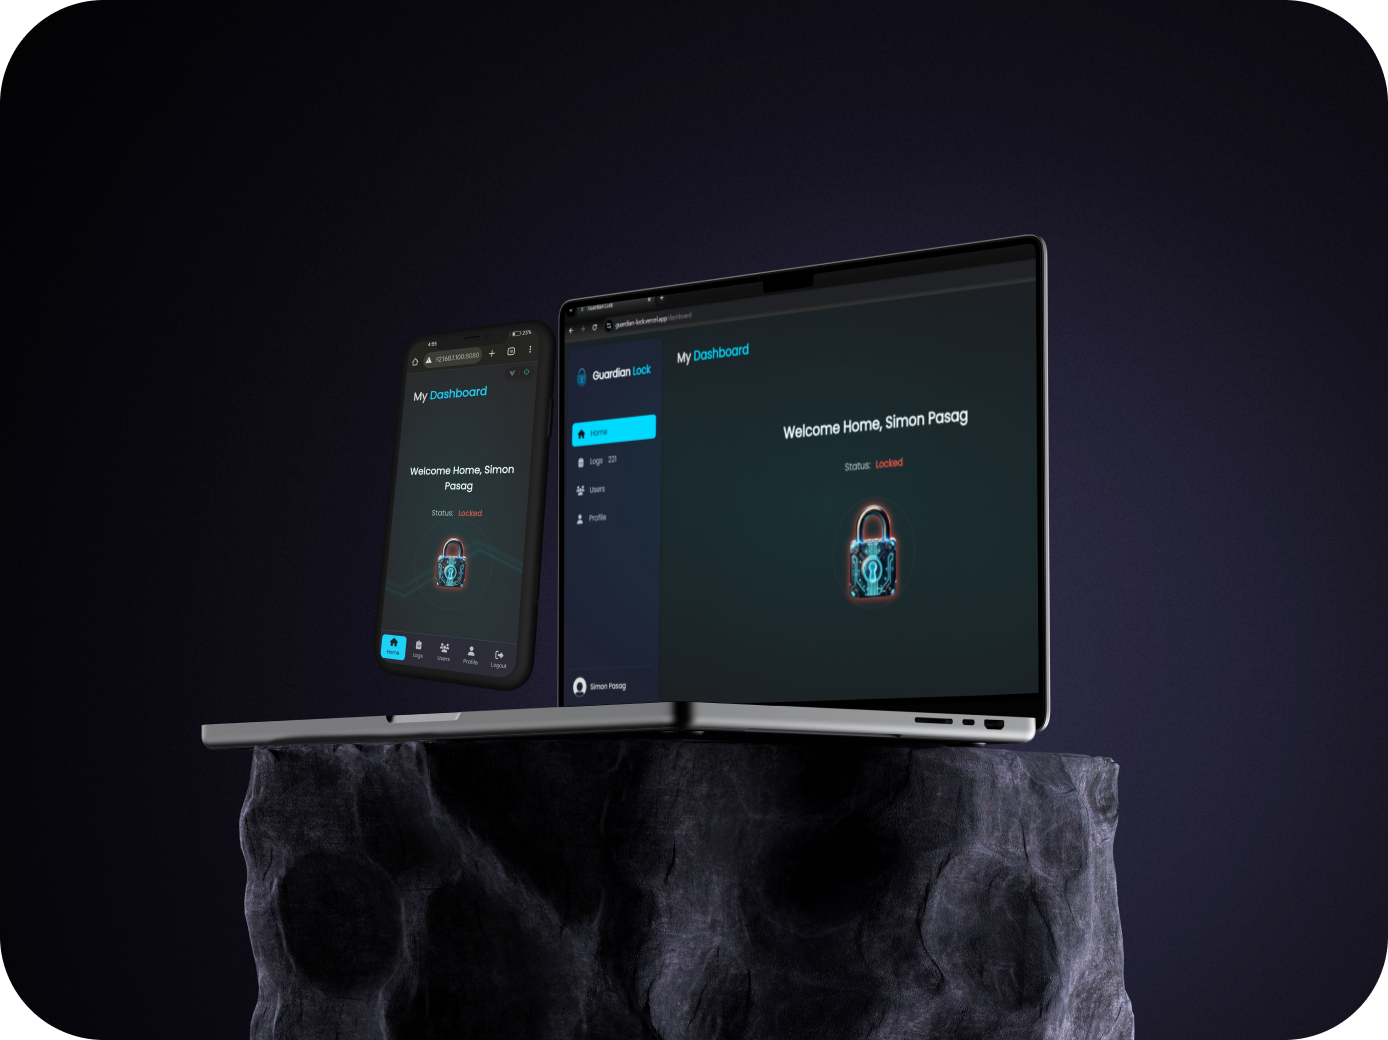 4:55
23%
192.168.1.100:8080
My Dashboard
Welcome Home, Simon
Pasag
Status: Locked
Home
Logs
Users
Profile
Logout
Guardian Lock
guardian-lock.vercel.app/dashboard
Guardian Lock
Home
Logs 221
Users
Profile
Simon Pasag
My Dashboard
Welcome Home, Simon Pasag
Status: Locked